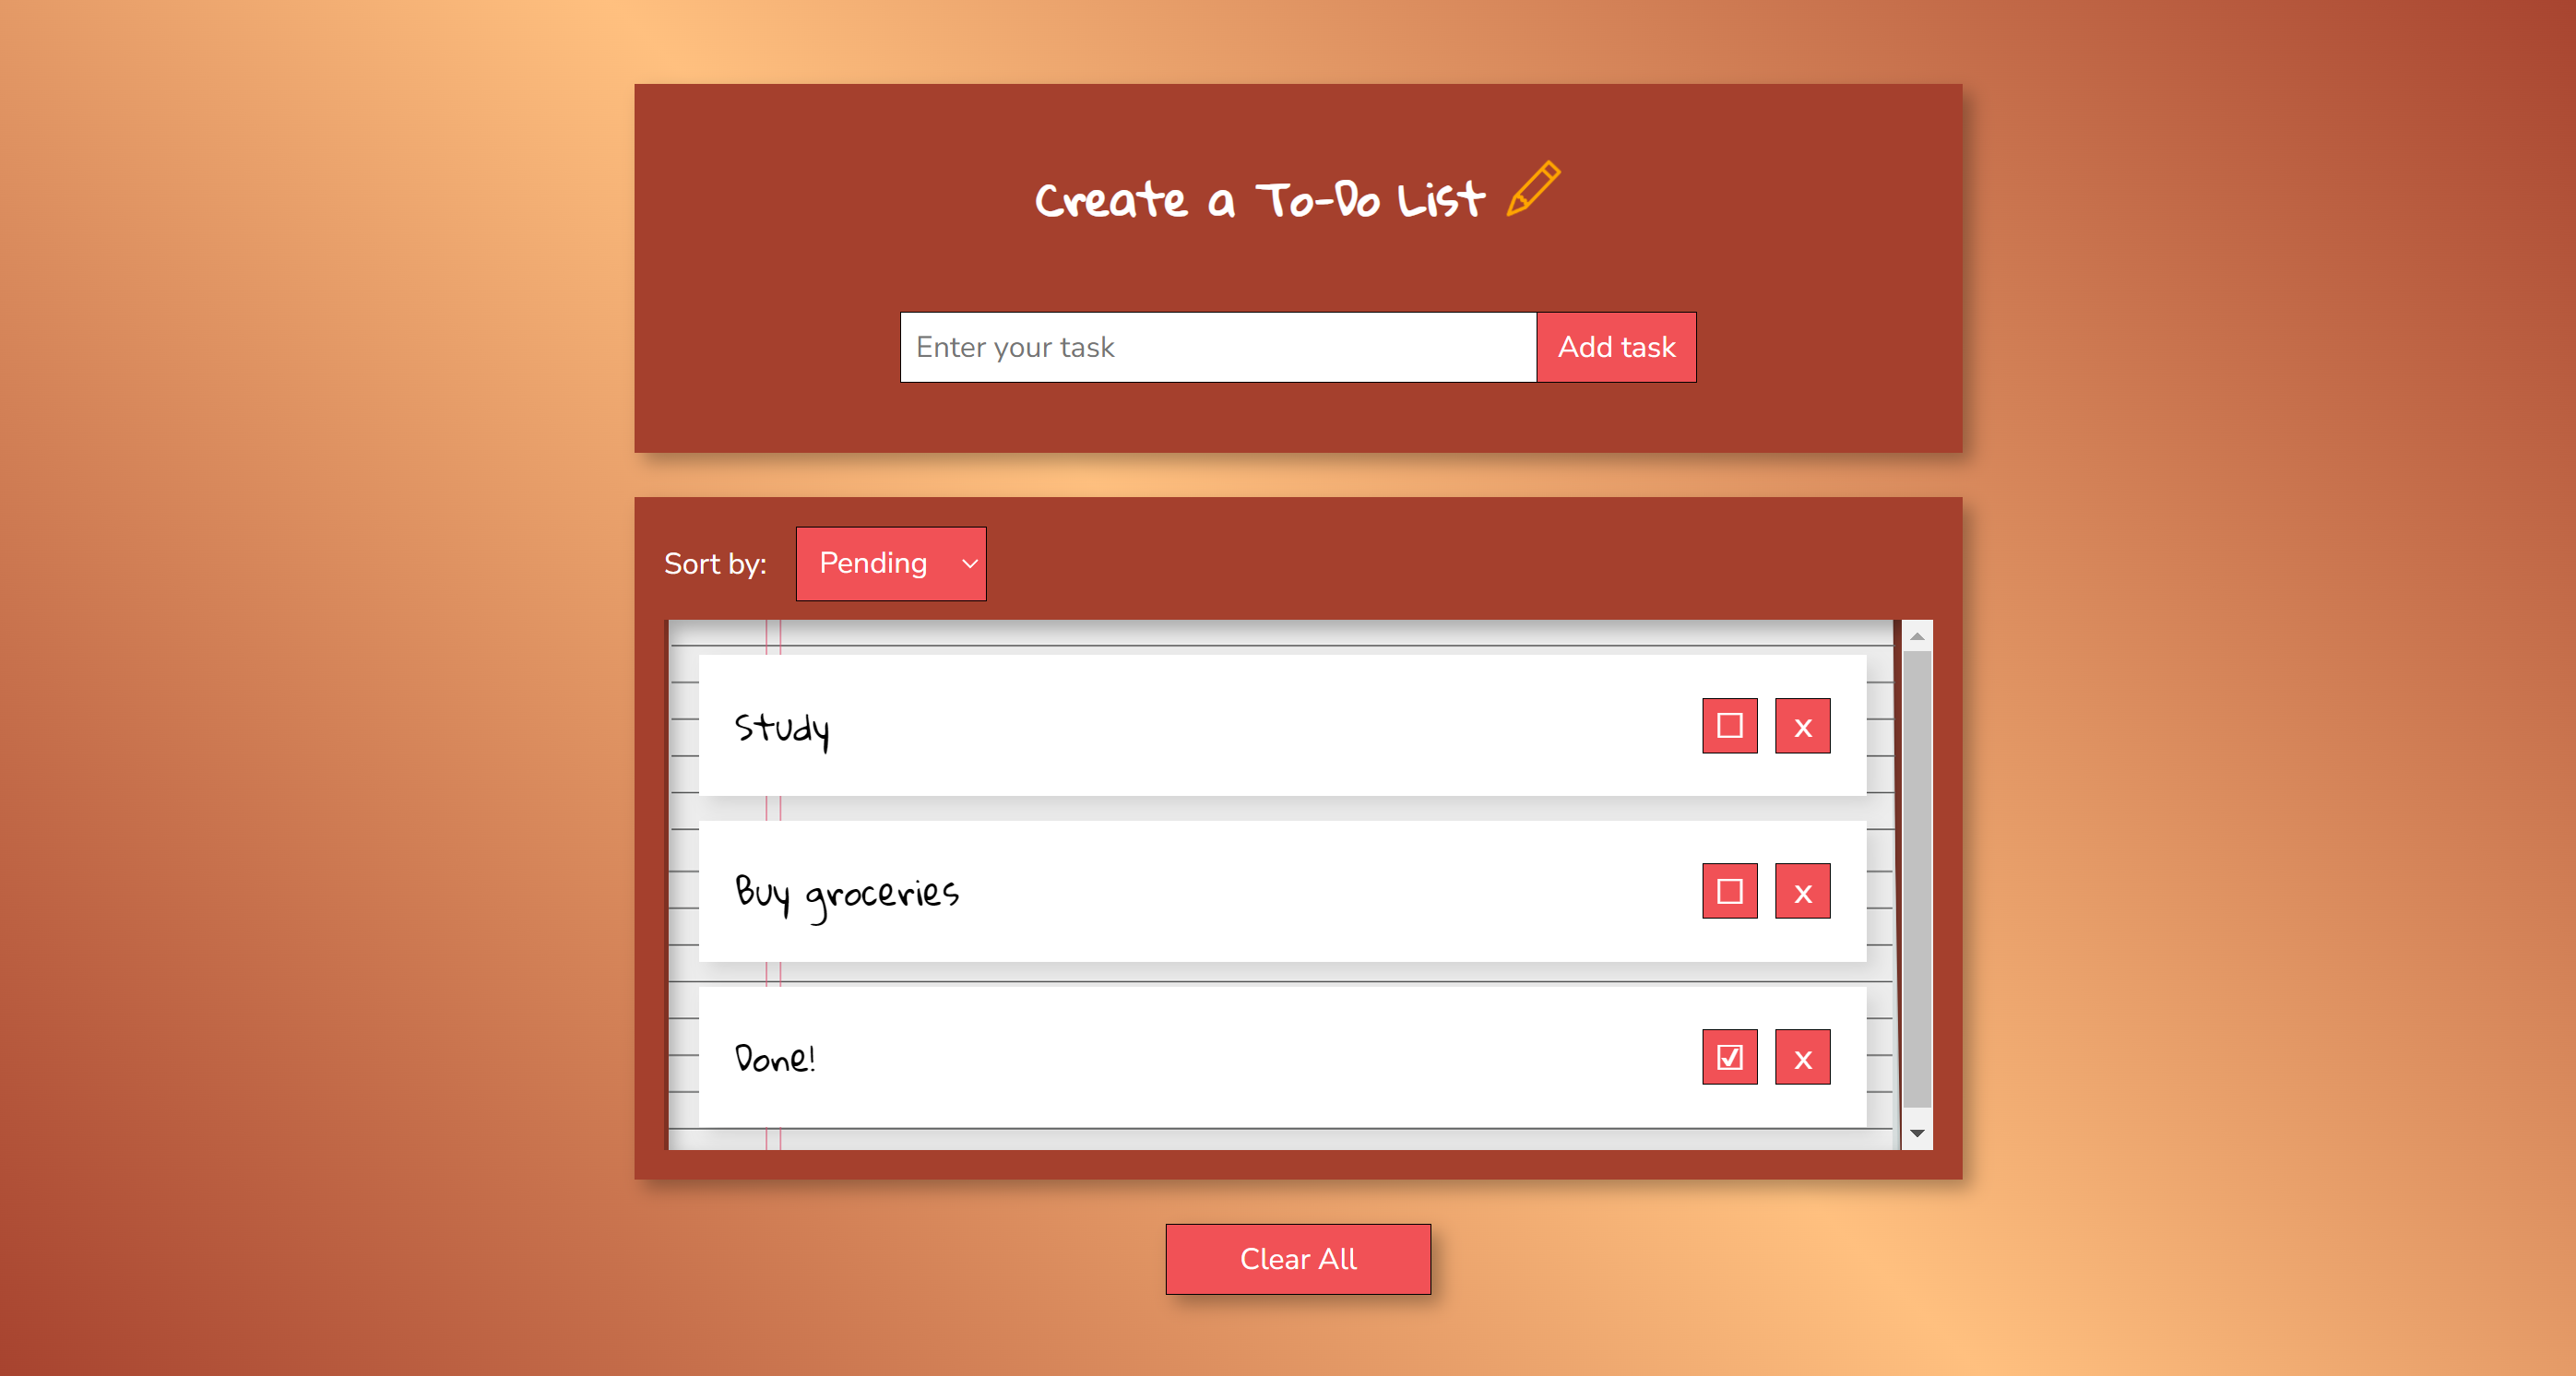 Create a To-Do List
Enter your task
Add task
Sort by:
Pending
Study
x
Buy groceries
x
Done!
x
Clear All